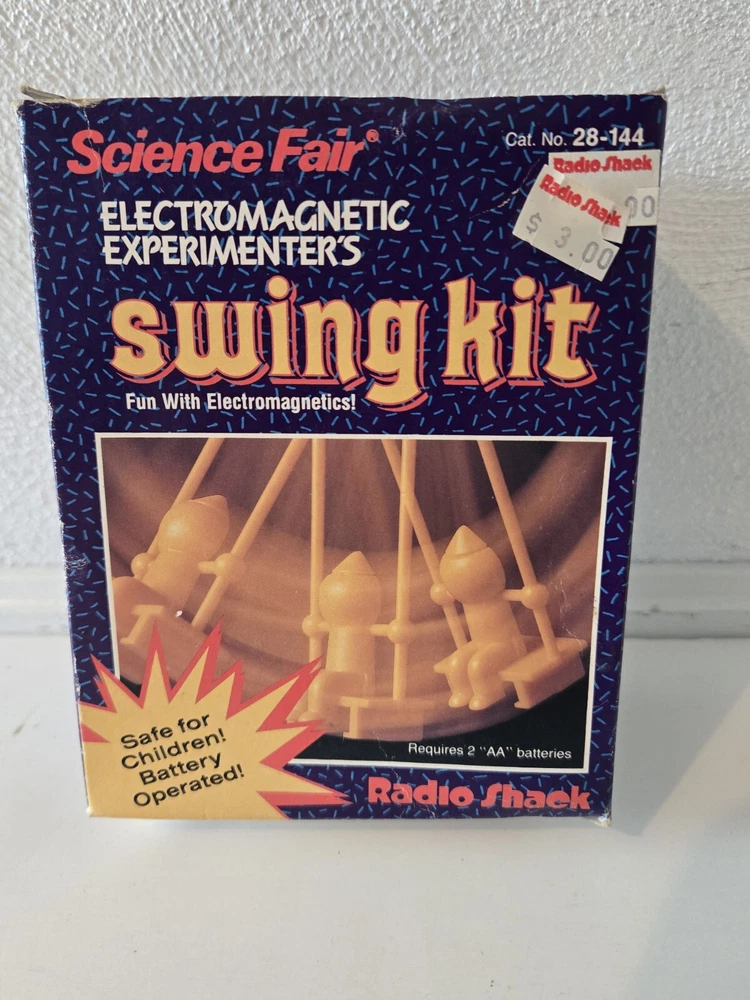 Science Fair®
Cat. No. 28-144
Radio Shack
00
Radio Shack
$ 3.00
ELECTROMAGNETIC
EXPERIMENTER'S
swing kit
Fun With Electromagnetics!
Safe for
Children!
Battery
Operated!
Requires 2 "AA" batteries
Radio Shack